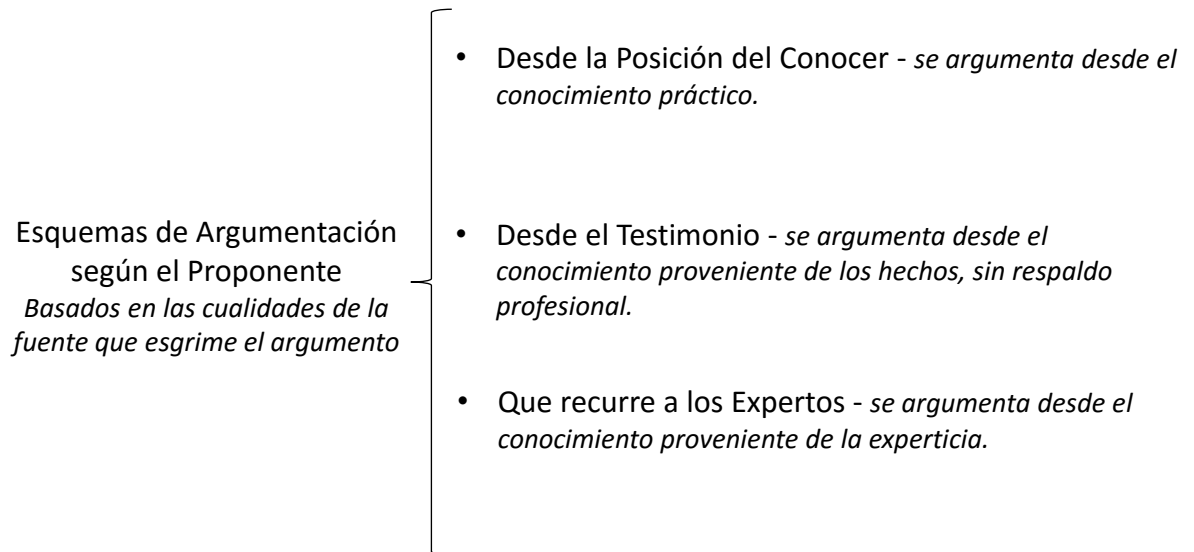 Esquemas de Argumentación
según el Proponente
Basados en las cualidades de la
fuente que esgrime el argumento
• Desde la Posición del Conocer - se argumenta desde el
conocimiento práctico.
• Desde el Testimonio - se argumenta desde el
conocimiento proveniente de los hechos, sin respaldo
profesional.
• Que recurre a los Expertos - se argumenta desde el
conocimiento proveniente de la experticia.